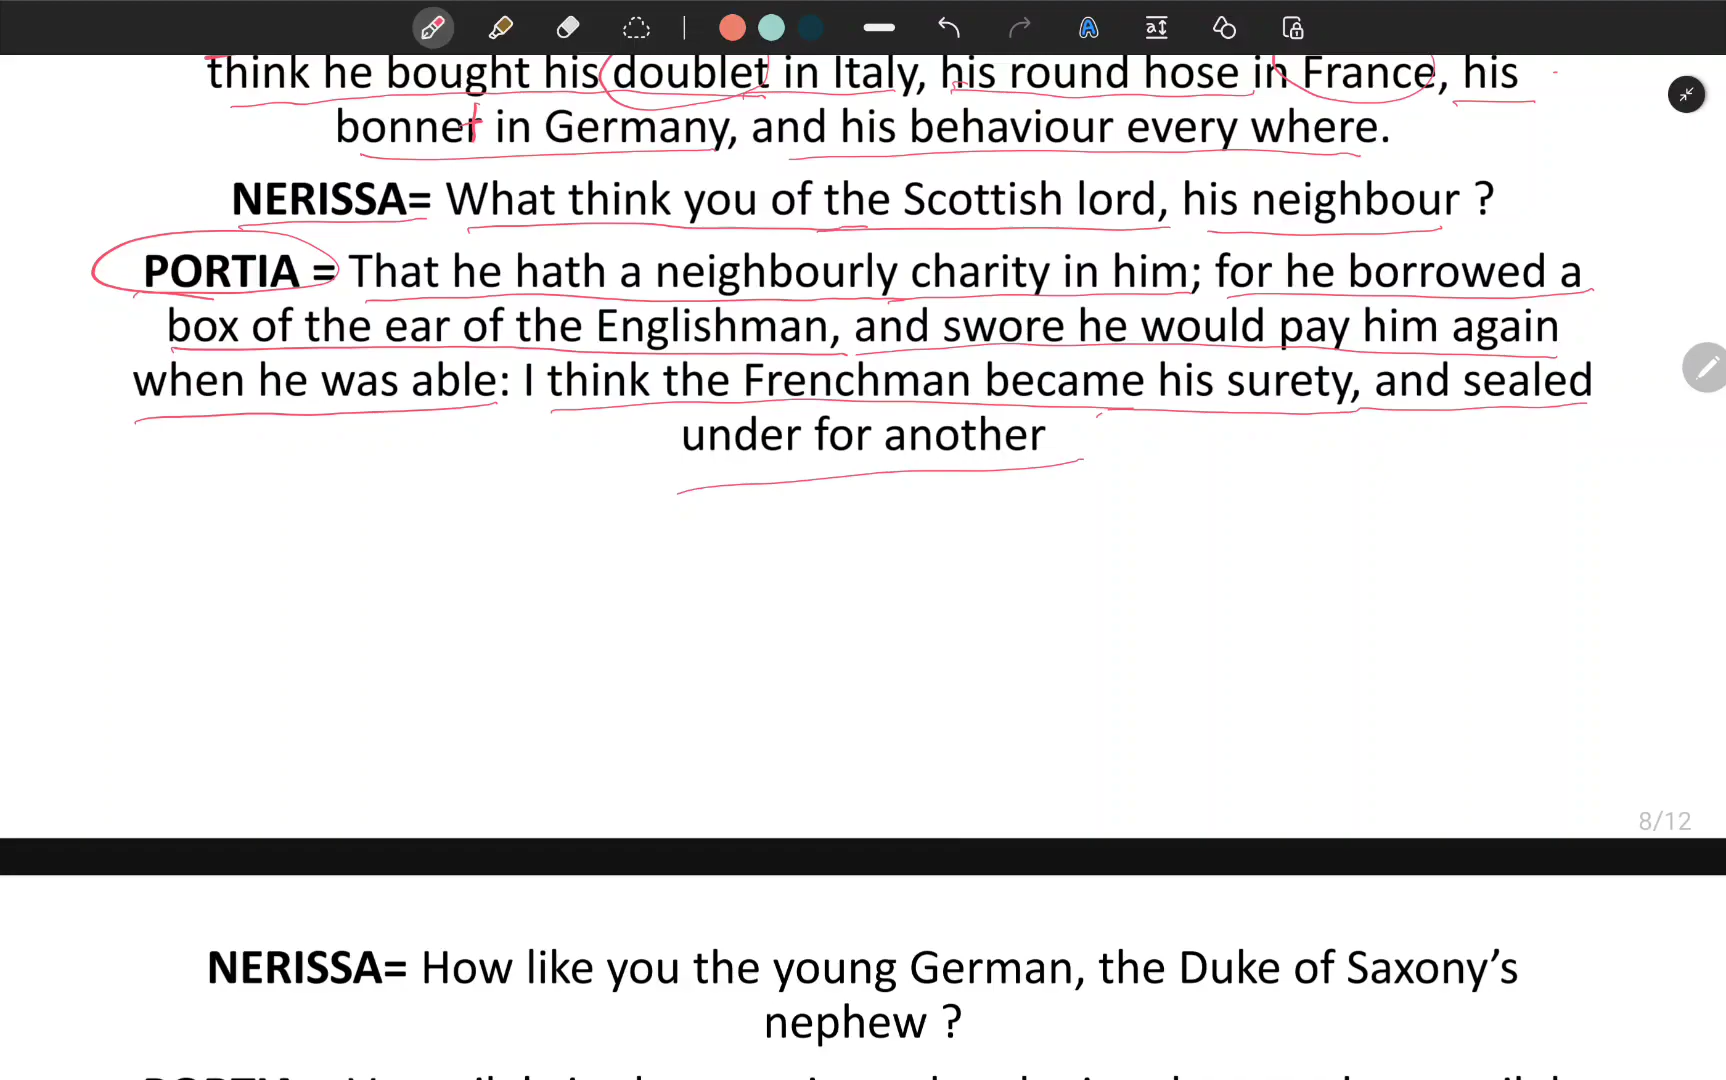 think he bought his doublet in Italy, his round hose in France, his
bonnet in Germany, and his behaviour every where.
NERISSA= What think you of the Scottish lord, his neighbour ?
PORTIA = That he hath a neighbourly charity in him; for he borrowed a
box of the ear of the Englishman, and swore he would pay him again
when he was able: I think the Frenchman became his surety, and sealed
under for another
8/12
NERISSA= How like you the young German, the Duke of Saxony’s
nephew ?